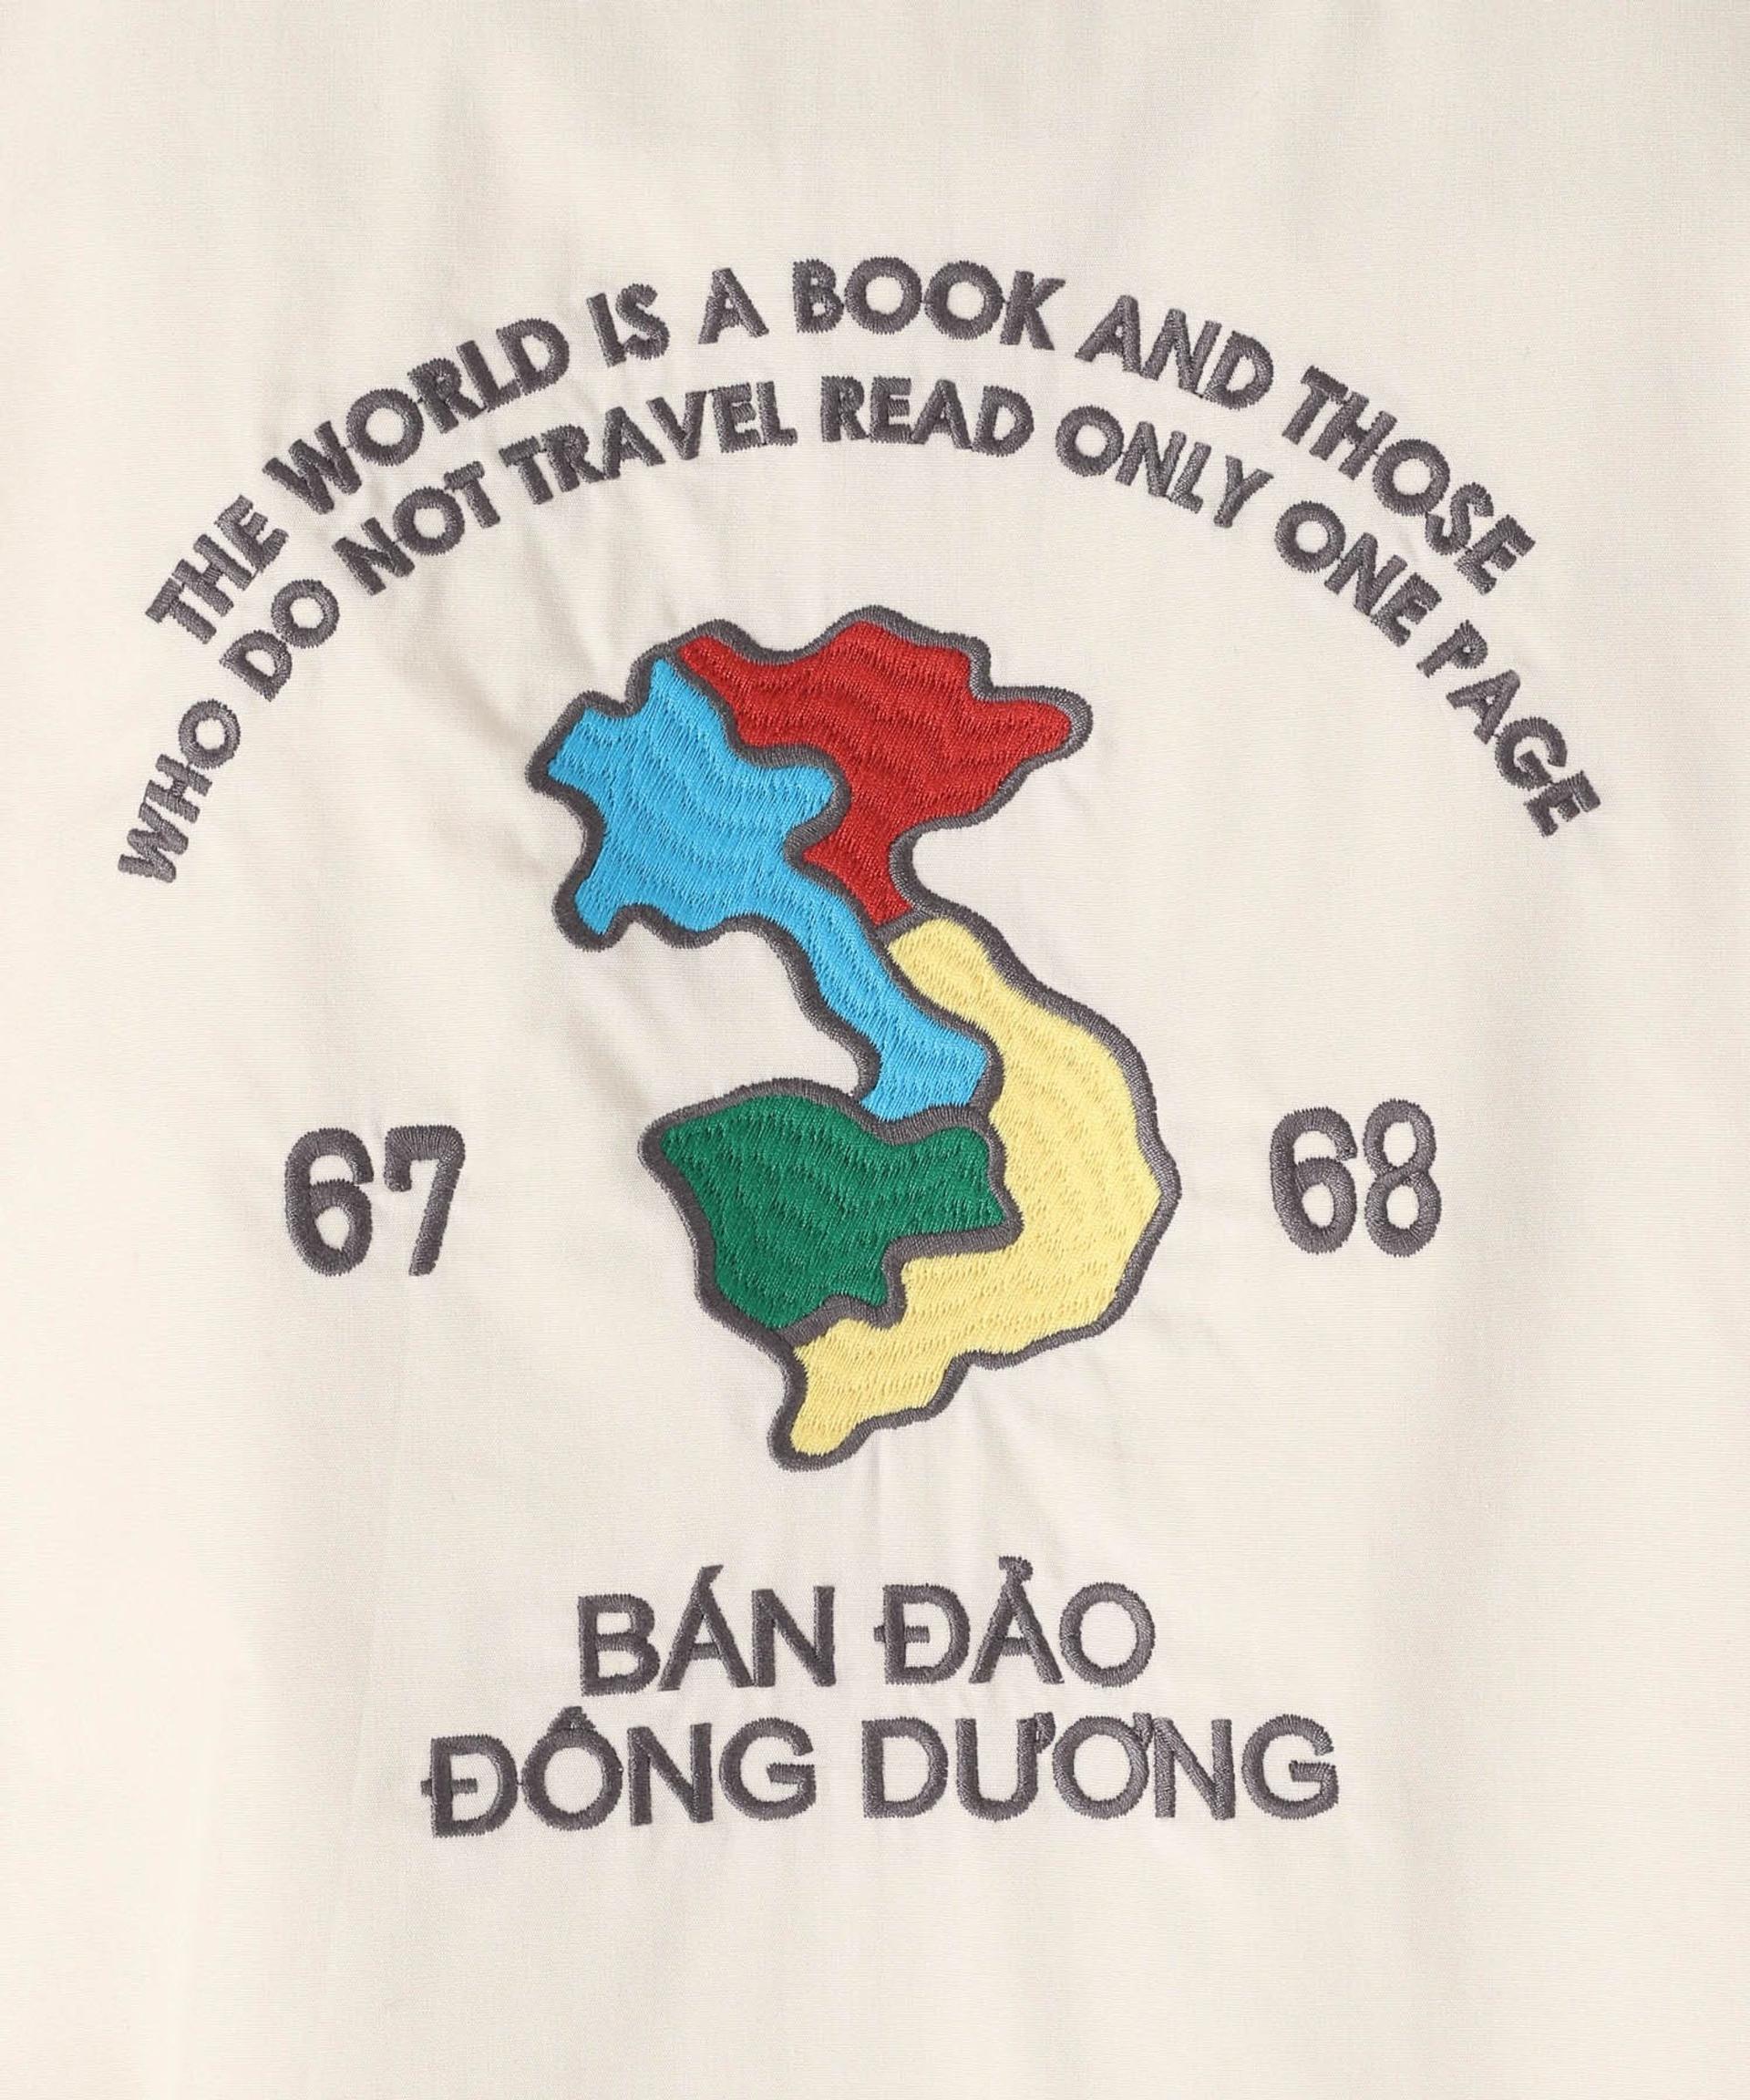 THE WORLD IS A BOOK AND THOSE
WHO DO NOT TRAVEL READ ONLY ONE PAGE
67
68
BÁN ĐẢO
ĐÔNG DƯƠNG